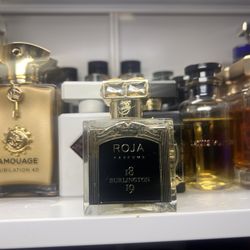 ROJA
PARFUMS
18
BURLINGTON
19
AMOUAGE
JUBILATION 40